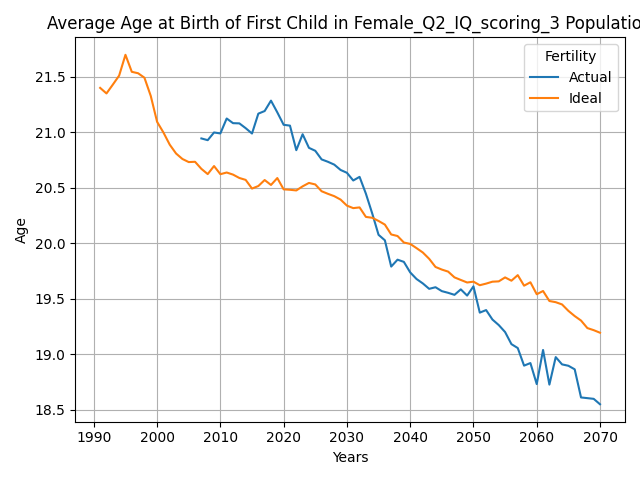 Average Age at Birth of First Child in Female_Q2_IQ_scoring_3 Populatio
Fertility
Actual
Ideal
Age
21.5
21.0
20.5
20.0
19.5
19.0
18.5
1990 2000 2010 2020 2030 2040 2050 2060 2070
Years